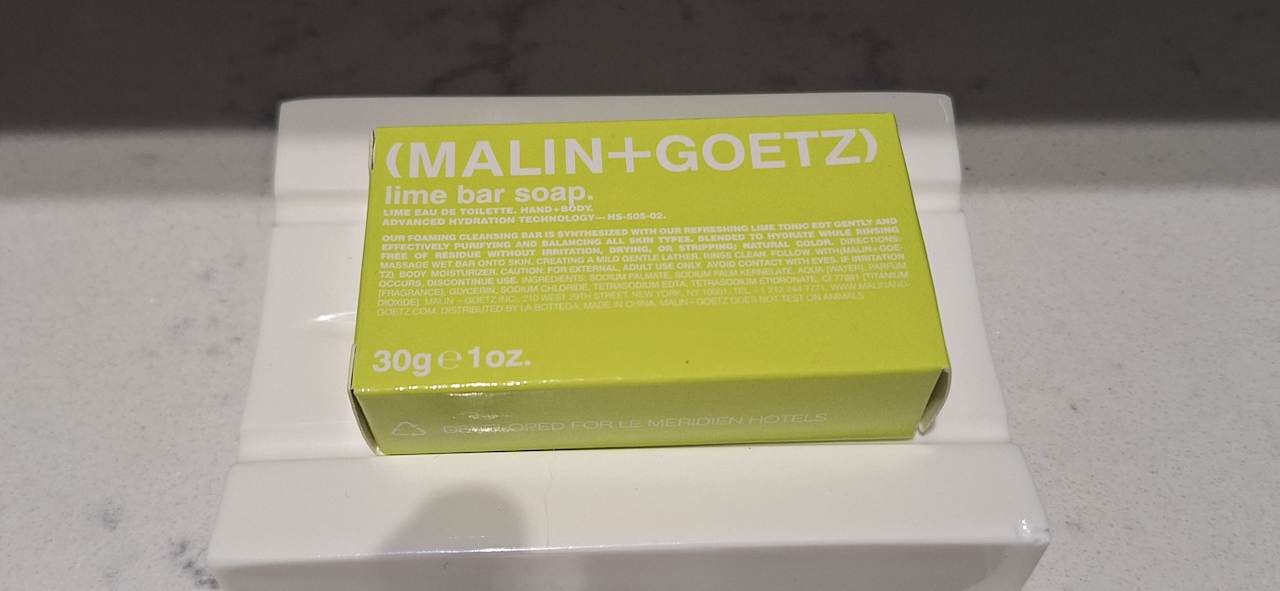 (MALIN+GOETZ)
lime bar soap.
LIME EAU DE TOILETTE. HAND+BODY.
ADVANCED HYDRATION TECHNOLOGY—HS-505-02.
OUR FOAMING CLEANSING BAR IS SYNTHESIZED WITH OUR REFRESHING LIME TONIC EDT GENTLY AND
EFFECTIVELY PURIFYING AND BALANCING ALL SKIN TYPES. BLENDED TO HYDRATE WHILE RINSING
FREE OF RESIDUE WITHOUT IRRITATION, DRYING, OR STRIPPING; NATURAL COLOR. DIRECTIONS:
MASSAGE WET BAR ONTO SKIN, CREATING A MILD GENTLE LATHER. RINSE CLEAN. FOLLOW WITH(MALIN+GOE-
TZ) BODY MOISTURIZER. CAUTION: FOR EXTERNAL, ADULT USE ONLY. AVOID CONTACT WITH EYES. IF IRRITATION
OCCURS, DISCONTINUE USE. INGREDIENTS: SODIUM PALMATE, SODIUM PALM KERNELATE, AQUA [WATER], PARFUM
[FRAGRANCE], GLYCERIN, SODIUM CHLORIDE, TETRASODIUM EDTA, TETRASODIUM ETIDRONATE, CI 77891 [TITANIUM
DIOXIDE]. MALIN + GOETZ INC., 210 WEST 29TH STREET, NEW YORK, NY 10001. TEL +1 212 244 7771. WWW.MALINAND-
GOETZ.COM. DISTRIBUTED BY LA BOTTEGA. MADE IN CHINA. MALIN+GOETZ DOES NOT TEST ON ANIMALS.
30g ℮ 1oz.
DEVELOPED FOR LE MERIDIEN HOTELS